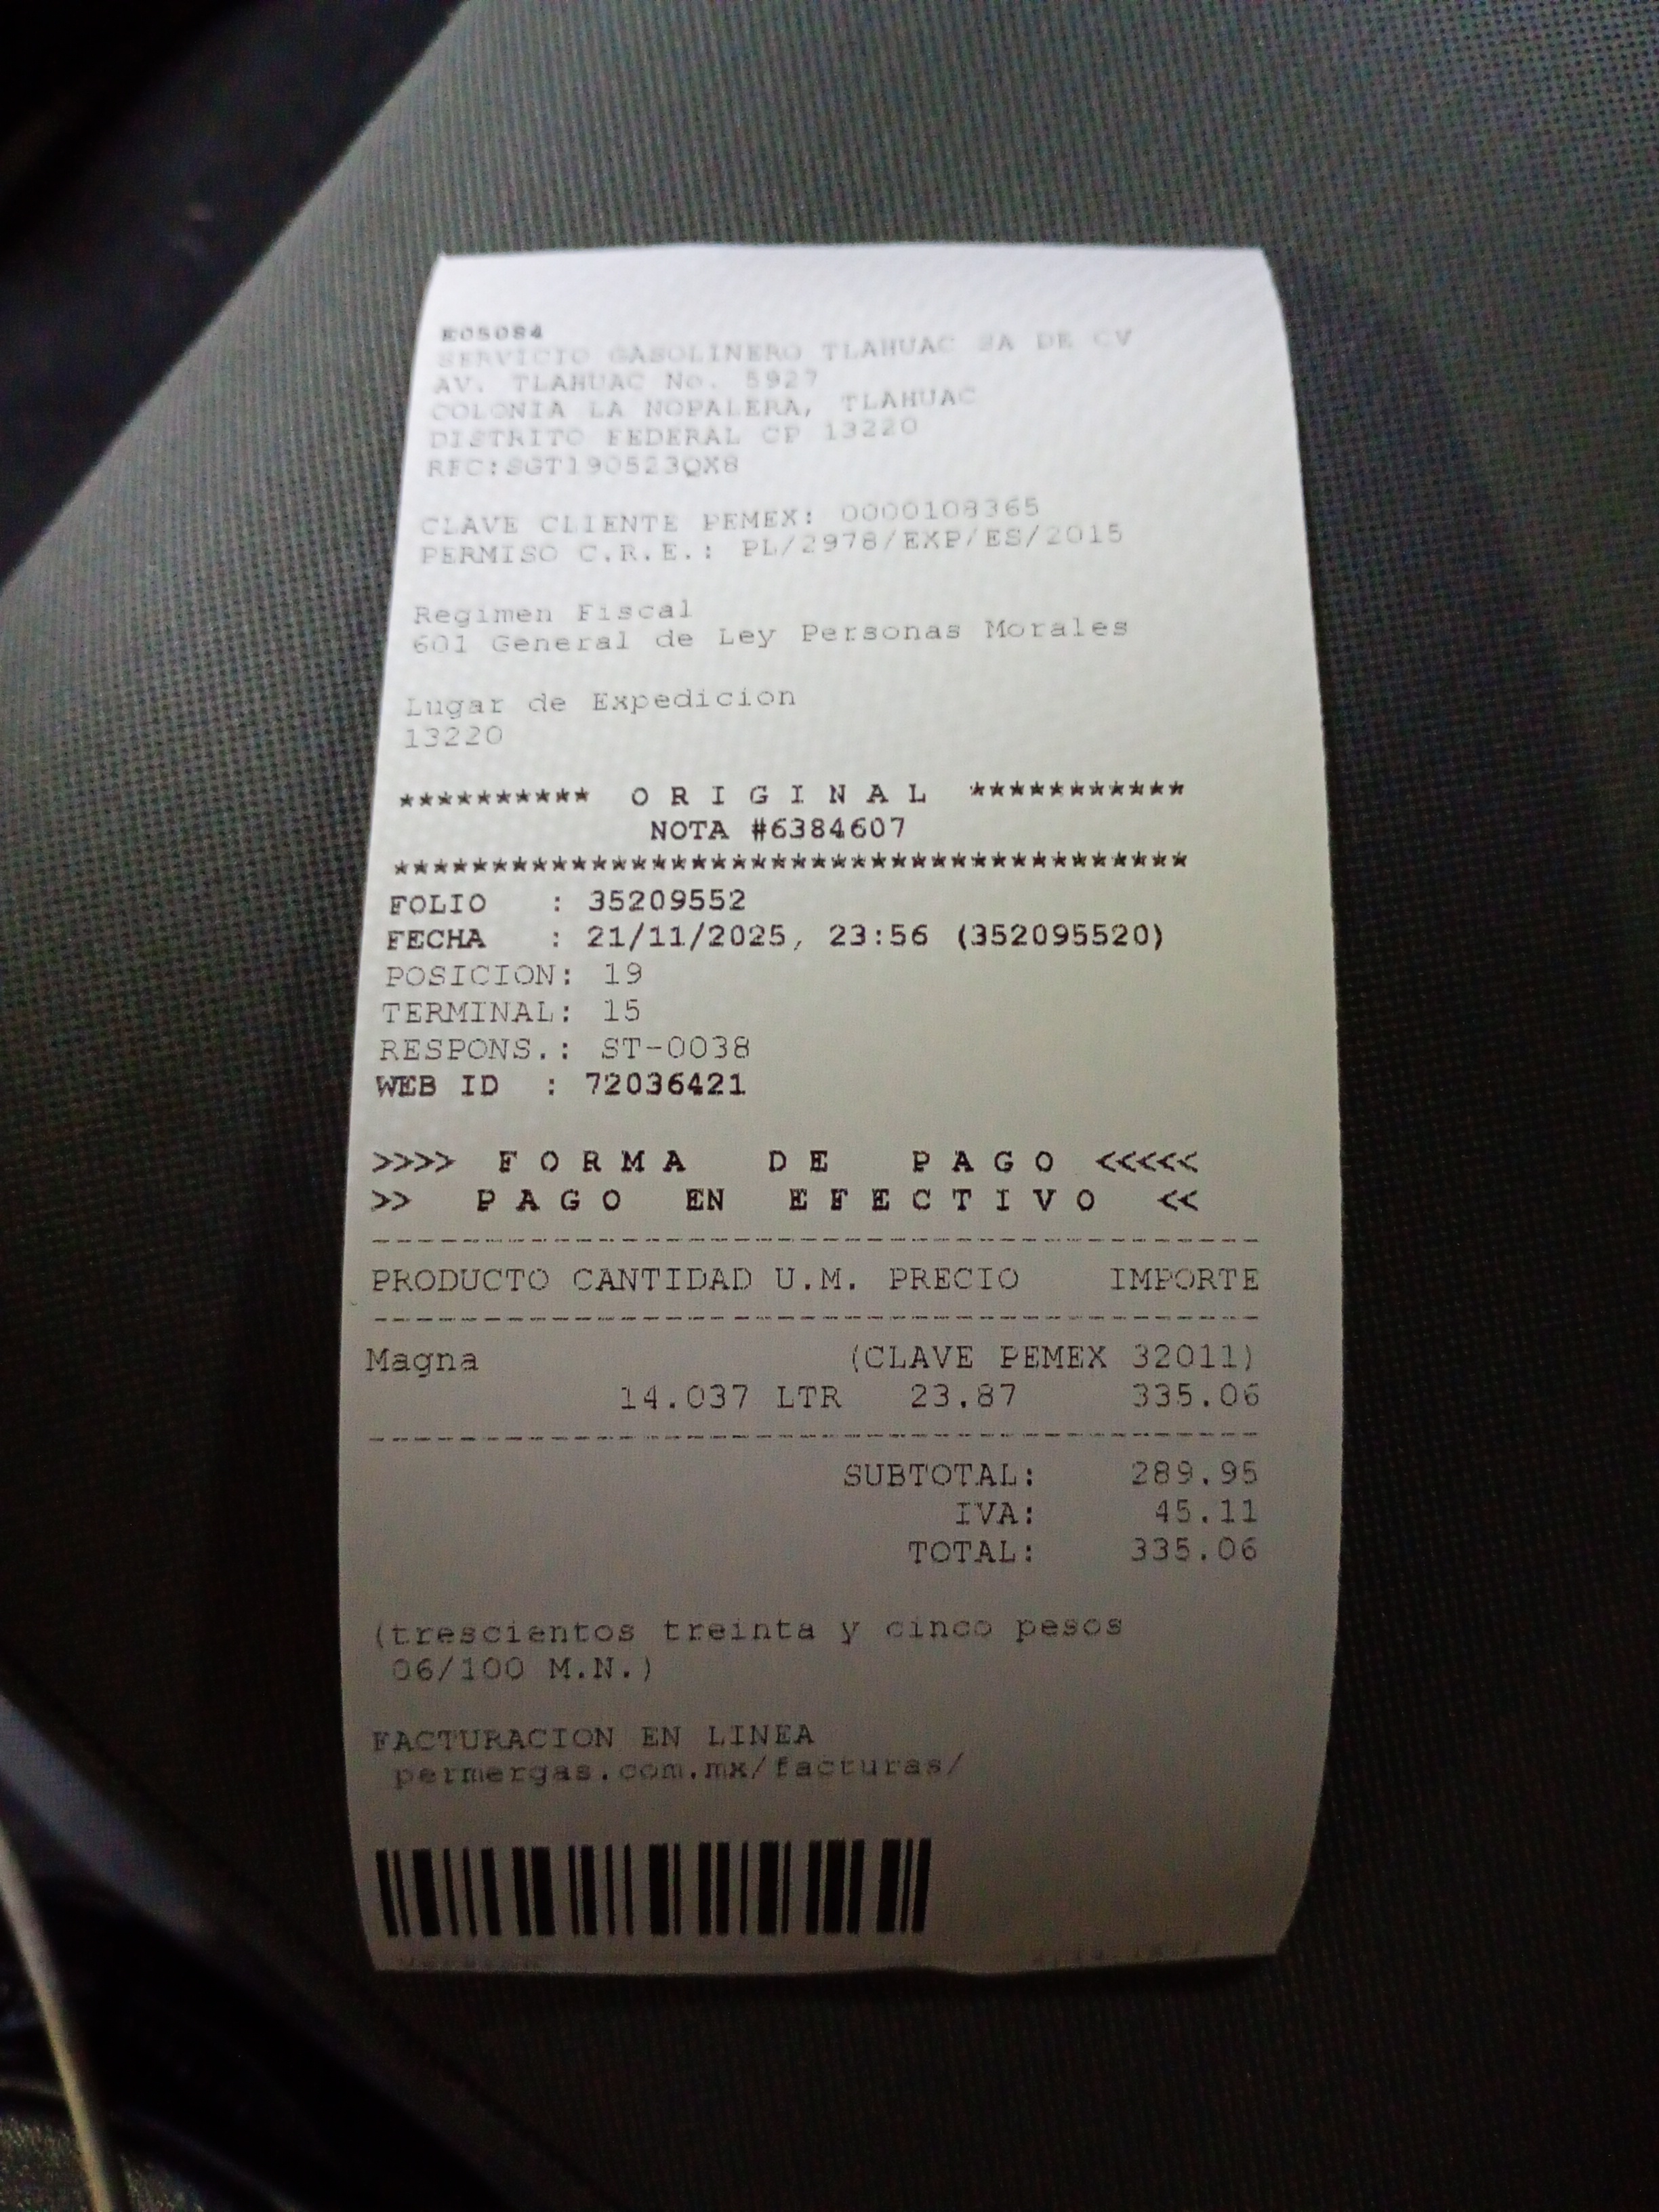 E05084
SERVICIO GASOLINERO TLAHUAC SA DE CV
AV. TLAHUAC No. 5927
COLONIA LA NOPALERA, TLAHUAC
DISTRITO FEDERAL CP 13220
RFC:SGT190523QX8
CLAVE CLIENTE PEMEX: 0000108365
PERMISO C.R.E.: PL/2978/EXP/ES/2015
Regimen Fiscal
601 General de Ley Personas Morales
Lugar de Expedicion
13220
********** O R I G I N A L ***********
NOTA #6384607
****************************************
FOLIO : 35209552
FECHA : 21/11/2025, 23:56 (352095520)
POSICION: 19
TERMINAL: 15
RESPONS.: ST-0038
WEB ID : 72036421
>>>> F O R M A D E P A G O <<<<<
>> P A G O EN E F E C T I V O <<
PRODUCTO CANTIDAD U.M. PRECIO IMPORTE
Magna (CLAVE PEMEX 32011)
14.037 LTR 23.87 335.06
SUBTOTAL: 289.95
IVA: 45.11
TOTAL: 335.06
(trescientos treinta y cinco pesos
06/100 M.N.)
FACTURACION EN LINEA
permergas.com.mx/facturas/